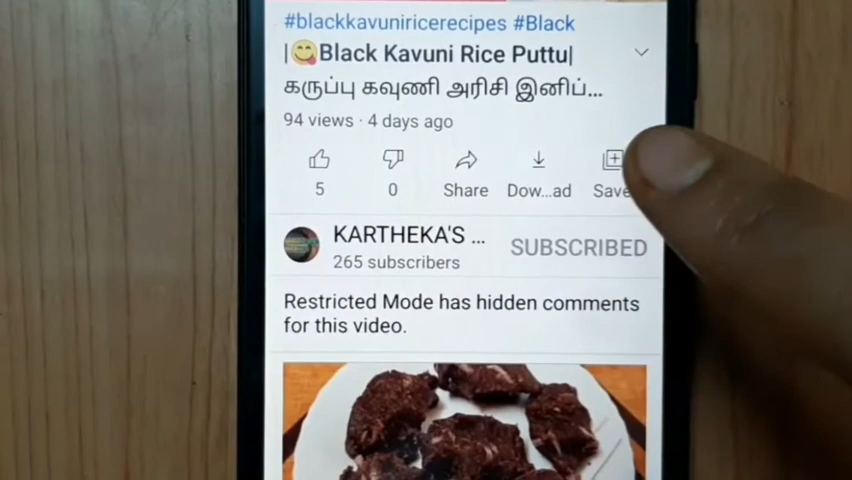 #blackkavuniricerecipes #Black
|😋Black Kavuni Rice Puttu|
கருப்பு கவுணி அரிசி இனிப்...
94 views · 4 days ago
5 0 Share Dow...ad Save
KARTHEKA'S ... SUBSCRIBED
265 subscribers
Restricted Mode has hidden comments
for this video.